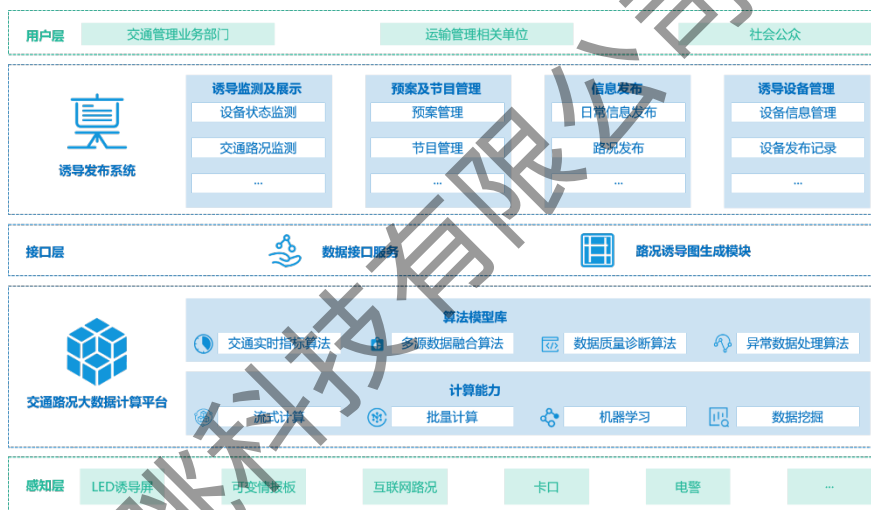 用户层 交通管理业务部门 运输管理相关单位 社会公众
诱导监测及展示 预案及节目管理 信息发布 诱导设备管理
设备状态监测 预案管理 日常信息发布 设备信息管理
交通路况监测 节目管理 路况发布 设备发布记录
... ... ... ...
诱导发布系统
接口层 数据接口服务 路况诱导图生成模块
算法模型库
交通实时指标算法 多源数据融合算法 数据质量诊断算法 异常数据处理算法
计算能力
流式计算 批量计算 机器学习 数据挖掘
交通路况大数据计算平台
感知层 LED诱导屏 可变情报板 互联网路况 卡口 电警 ...
科技有限公司